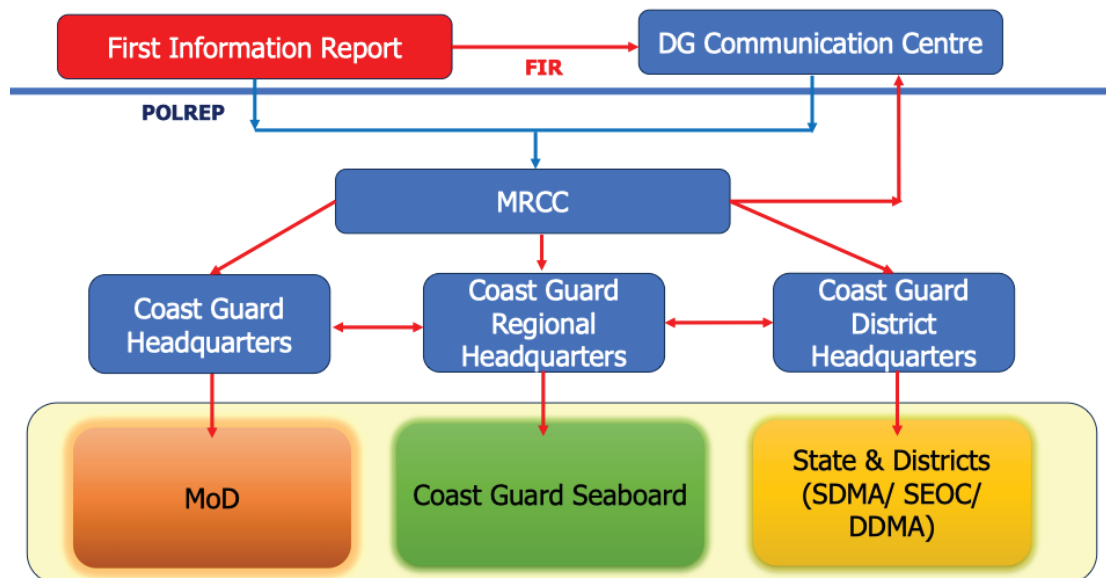 First Information Report
DG Communication Centre
FIR
POLREP
MRCC
Coast Guard
Headquarters
Coast Guard
Regional
Headquarters
Coast Guard
District
Headquarters
MoD
Coast Guard Seaboard
State & Districts
(SDMA/ SEOC/
DDMA)